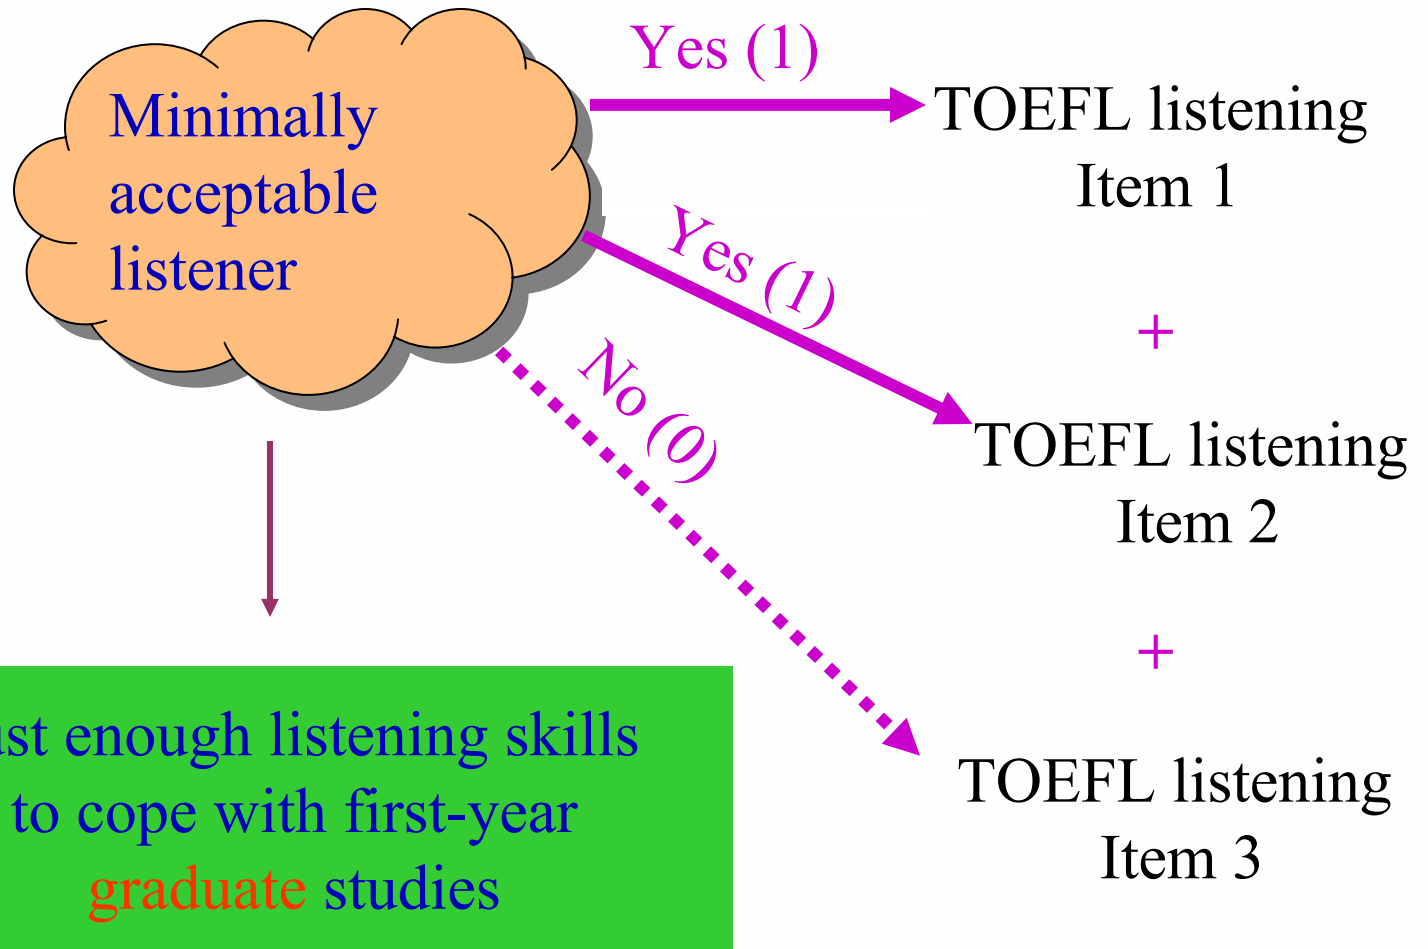 Minimally
acceptable
listener
Yes (1)
TOEFL listening
Item 1
Yes (1)
+
No (0)
TOEFL listening
Item 2
+
TOEFL listening
Item 3
ust enough listening skills
to cope with first-year
graduate studies